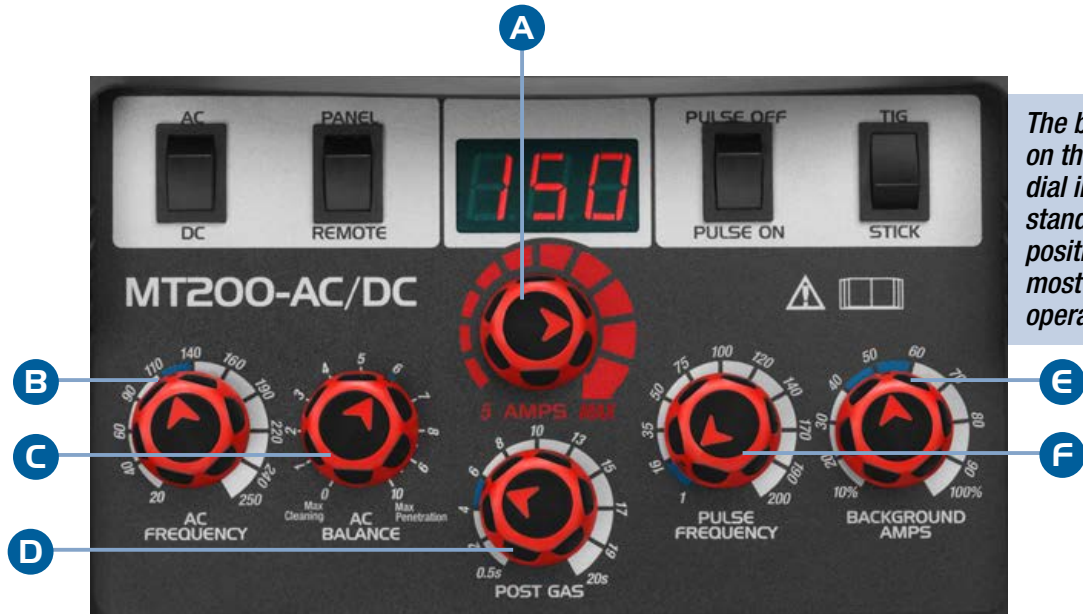 A
AC
PANEL
150
PULSE OFF
TIG
DC
REMOTE
PULSE ON
STICK
The b
on th
dial i
stand
positi
most
opera
MT200-AC/DC
5 AMPS MAX
B
C
D
E
F
20
40
60
90
110
140
160
190
220
240
250
AC
FREQUENCY
0
1
2
3
4
5
6
7
8
9
10
Max
Cleaning
Max
Penetration
AC
BALANCE
0.5s
2
4
6
8
10
13
15
17
19
20s
POST GAS
1
16
35
50
75
100
120
140
170
190
200
PULSE
FREQUENCY
10%
20
30
40
50
60
80
90
100%
BACKGROUND
AMPS